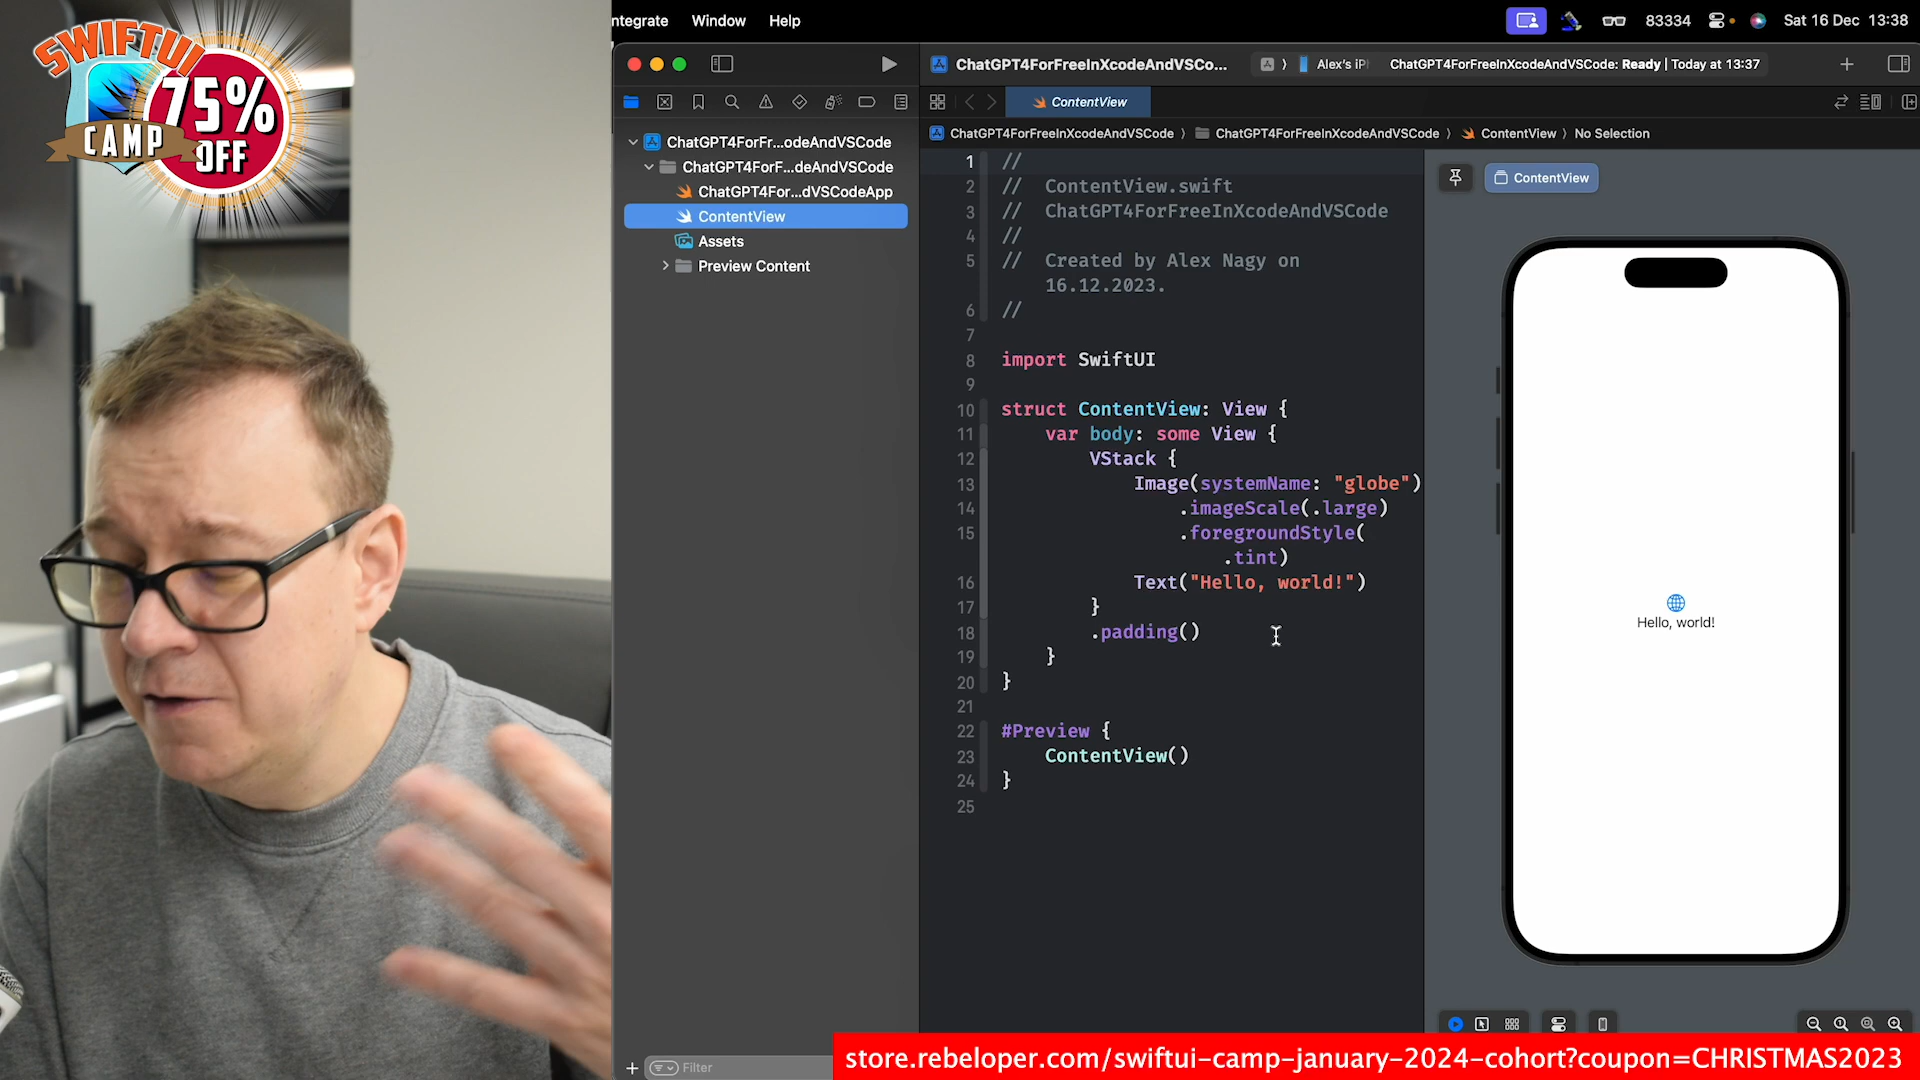 SWIFTUI
CAMP
75%
OFF
ntegrate
Window
Help
83334
Sat 16 Dec 13:38
ChatGPT4ForFreeInXcodeAndVSCo...
Alex's iP
ChatGPT4ForFreeInXcodeAndVSCode: Ready | Today at 13:37
ContentView
ChatGPT4ForFreeInXcodeAndVSCode
ChatGPT4ForFreeInXcodeAndVSCode
ContentView
No Selection
ChatGPT4ForFr...odeAndVSCode
ChatGPT4ForF...deAndVSCode
ChatGPT4For...dVSCodeApp
ContentView
Assets
Preview Content
Filter
1 //
2 // ContentView.swift
3 // ChatGPT4ForFreeInXcodeAndVSCode
4 //
5 // Created by Alex Nagy on
16.12.2023.
6 //
7
8 import SwiftUI
9
10 struct ContentView: View {
11 var body: some View {
12 VStack {
13 Image(systemName: "globe")
14 .imageScale(.large)
15 .foregroundStyle(
.tint)
16 Text("Hello, world!")
17 }
18 .padding()
19 }
20 }
21
22 #Preview {
23 ContentView()
24 }
25
ContentView
Hello, world!
store.rebeloper.com/swiftui-camp-january-2024-cohort?coupon=CHRISTMAS2023